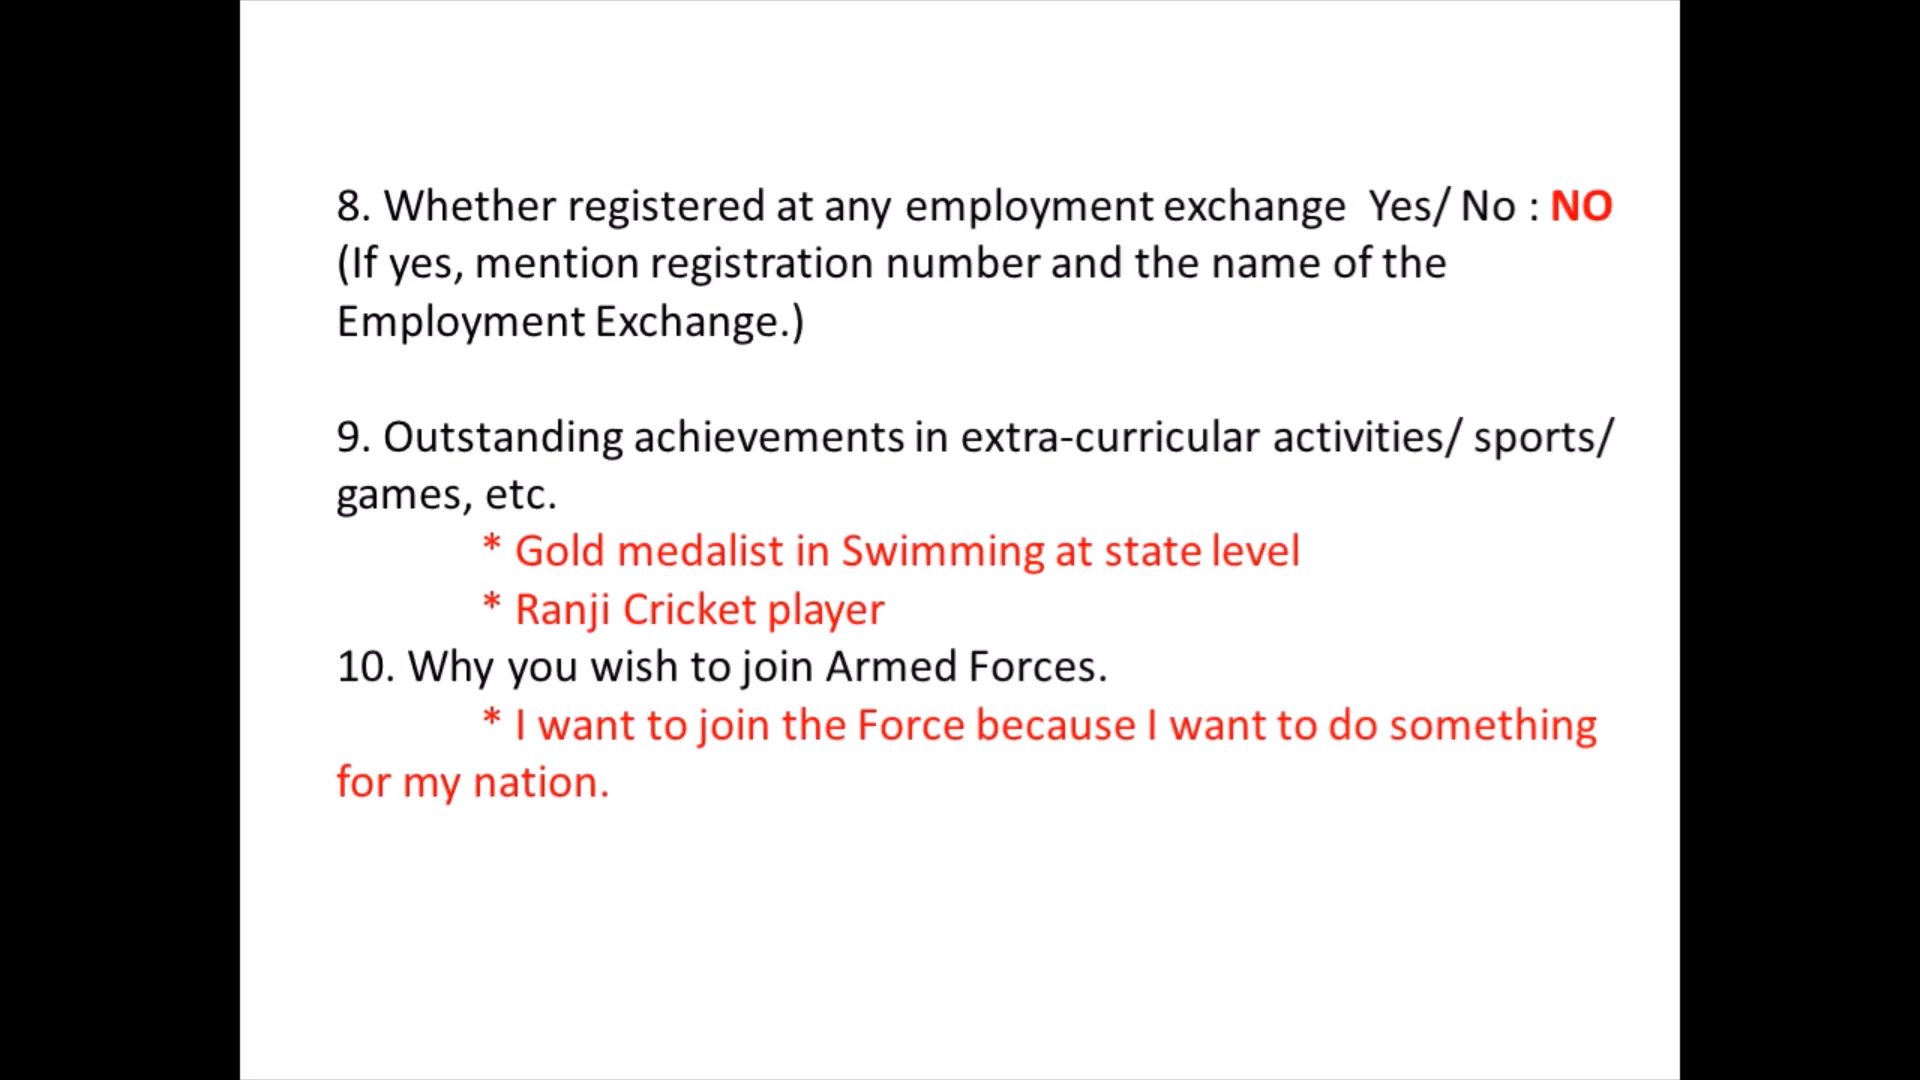 8. Whether registered at any employment exchange  Yes/ No : NO
(If yes, mention registration number and the name of the
Employment Exchange.)
9. Outstanding achievements in extra-curricular activities/ sports/
games, etc.
* Gold medalist in Swimming at state level
* Ranji Cricket player
10. Why you wish to join Armed Forces.
* I want to join the Force because I want to do something
for my nation.